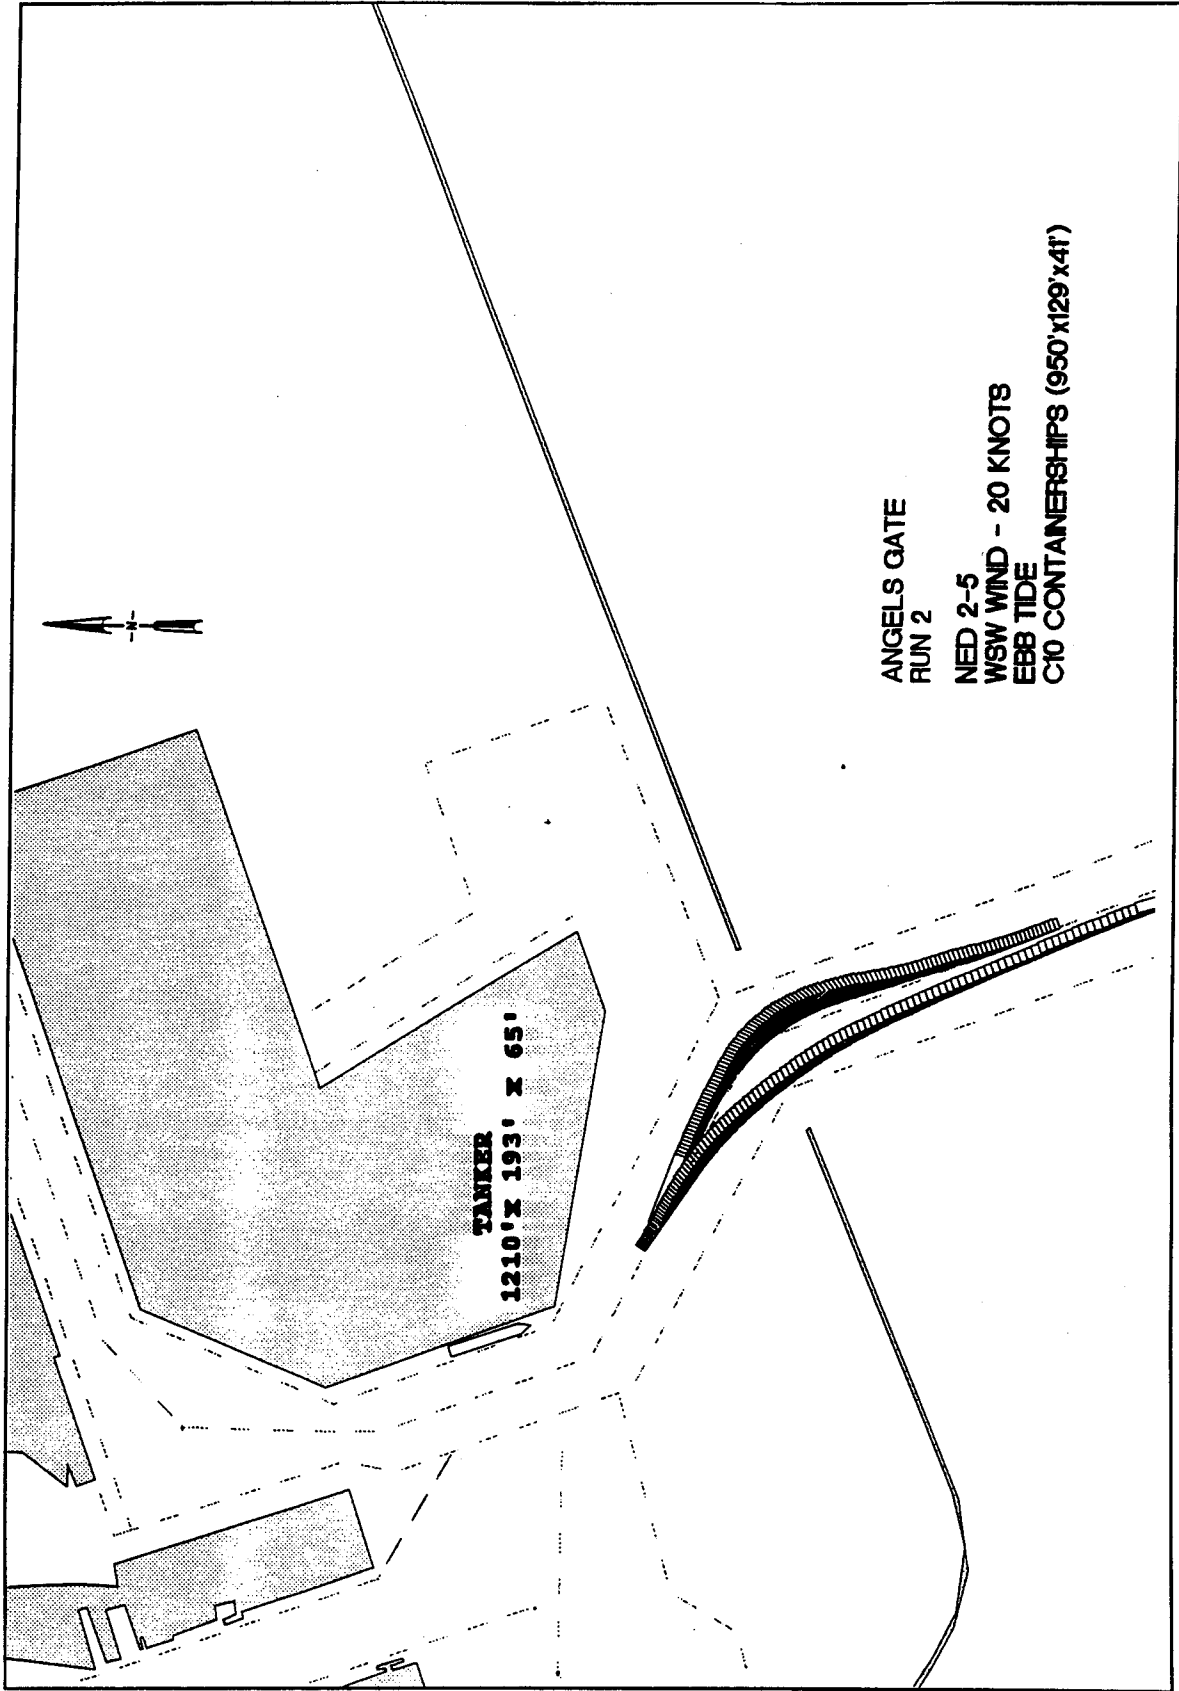 -N-
TANKER
1210'X 193' X 65'
ANGELS GATE
RUN 2
NED 2-5
WSW WIND - 20 KNOTS
EBB TIDE
C10 CONTAINERSHIPS (950'x129'x41')